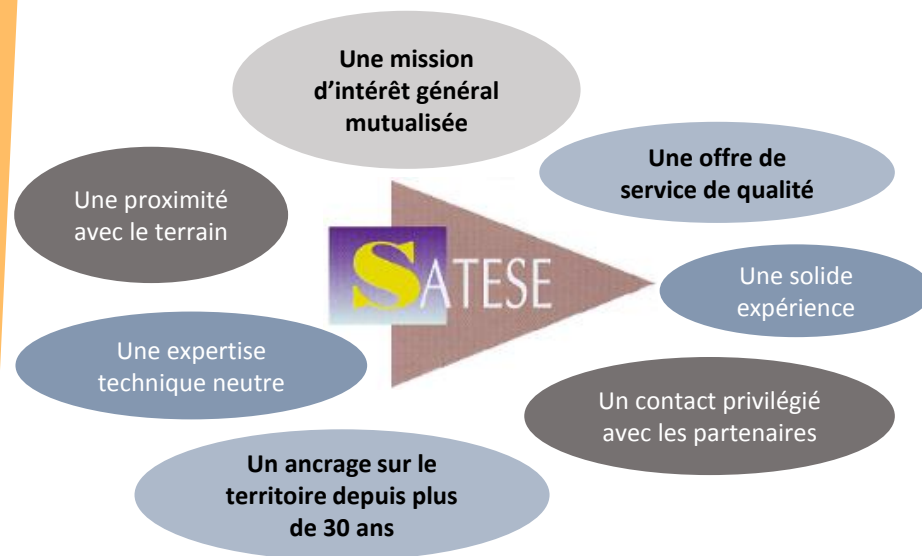 Une mission
d’intérêt général
mutualisée
Une offre de
service de qualité
Une proximité
avec le terrain
SATESE
Une solide
expérience
Une expertise
technique neutre
Un contact privilégié
avec les partenaires
Un ancrage sur le
territoire depuis plus
de 30 ans